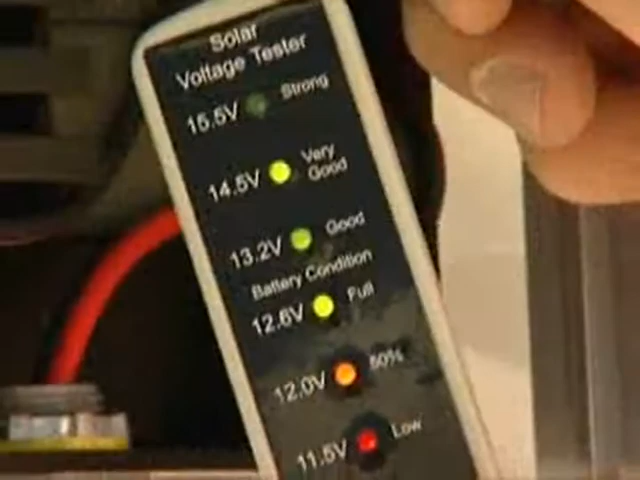 Solar
Voltage Tester
15.5V Strong
14.5V Very Good
13.2V Good
Battery Condition
12.6V Full
12.0V 50%
11.5V Low